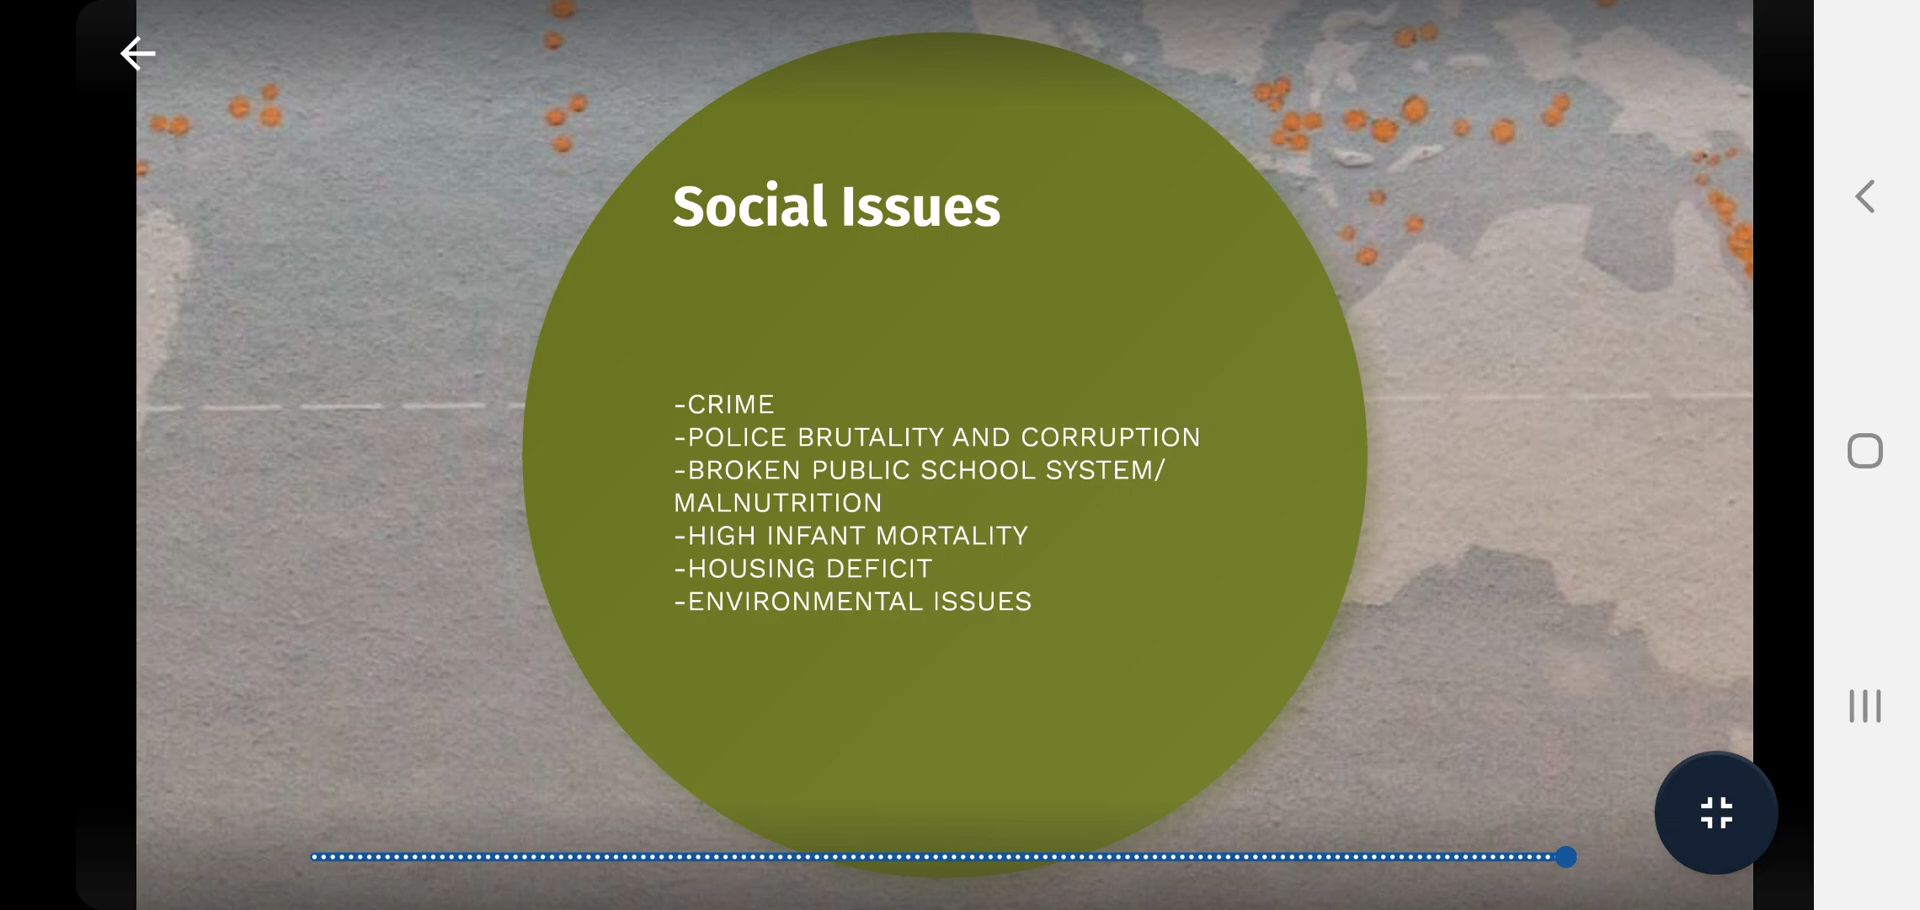 Social Issues
-CRIME
-POLICE BRUTALITY AND CORRUPTION
-BROKEN PUBLIC SCHOOL SYSTEM/
MALNUTRITION
-HIGH INFANT MORTALITY
-HOUSING DEFICIT
-ENVIRONMENTAL ISSUES